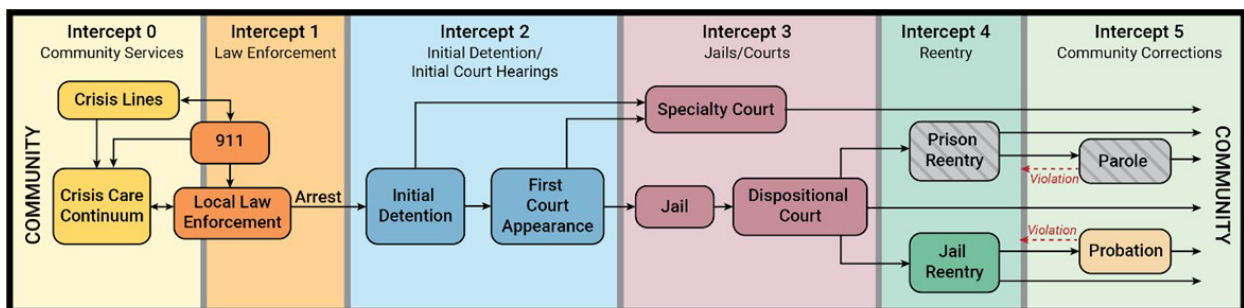 Intercept 0
Community Services
Intercept 1
Law Enforcement
Intercept 2
Initial Detention/
Initial Court Hearings
Intercept 3
Jails/Courts
Intercept 4
Reentry
Intercept 5
Community Corrections
COMMUNITY
Crisis Lines
911
Crisis Care
Continuum
Local Law
Enforcement
Arrest
Initial
Detention
First
Court
Appearance
Specialty Court
Jail
Dispositional
Court
Prison
Reentry
Violation
Parole
Jail
Reentry
Violation
Probation
COMMUNITY